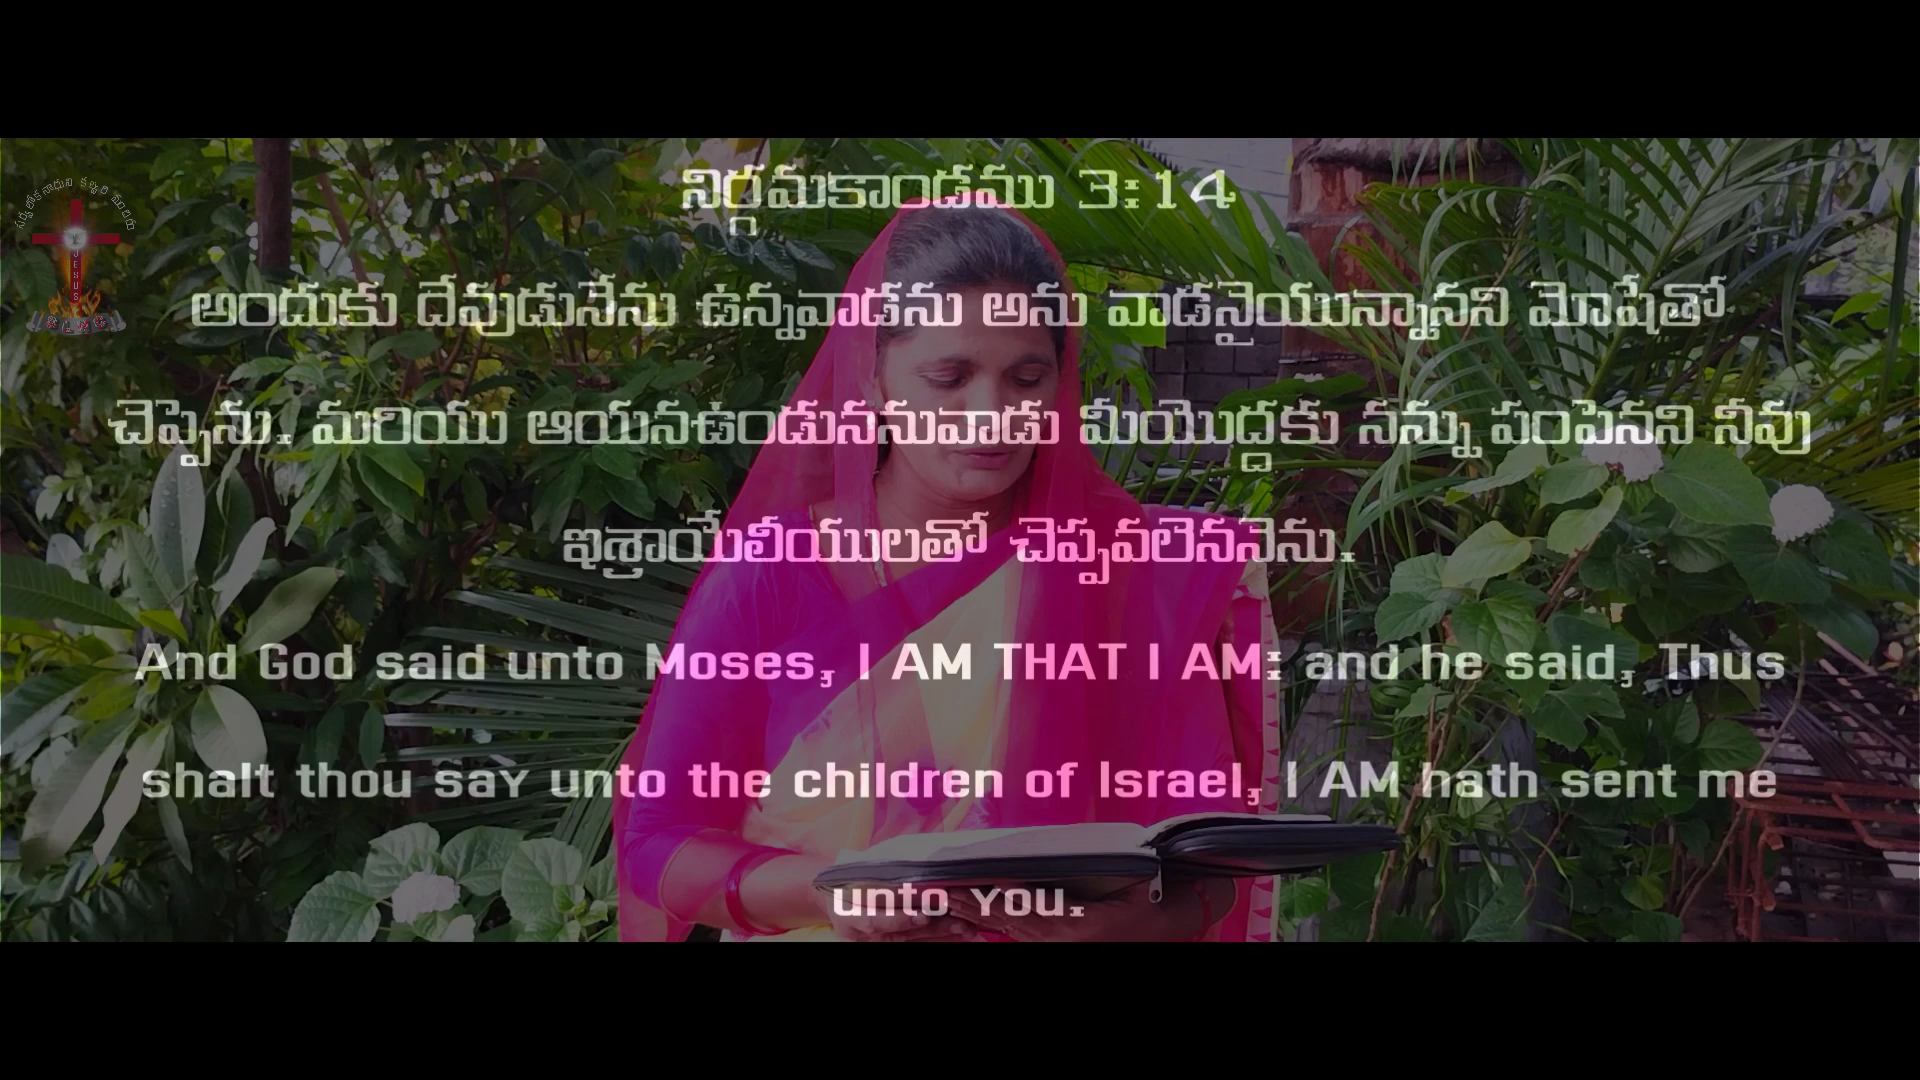 నిర్గమకాండము 3:14
అందుకు దేవుడునేను ఉన్నవాడను అను వాడనైయున్నానని మోషేతో
చెప్పెను. మరియు ఆయనఉండుననువాడు మీయొద్దకు నన్ను పంపెనని నీవు
ఇశ్రాయేలీయులతో చెప్పవలెననెను.
And God said unto Moses, I AM THAT I AM: and he said, Thus
shalt thou say unto the children of Israel, I AM hath sent me
unto you.
JESUS